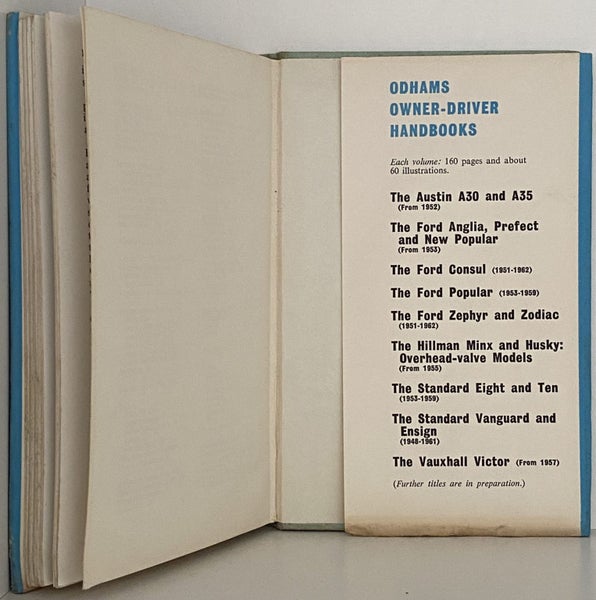 ODHAMS
OWNER-DRIVER
HANDBOOKS
Each volume: 160 pages and about
60 illustrations.
The Austin A30 and A35
(From 1952)
The Ford Anglia, Prefect
and New Popular
(From 1953)
The Ford Consul (1951-1962)
The Ford Popular (1953-1959)
The Ford Zephyr and Zodiac
(1951-1962)
The Hillman Minx and Husky:
Overhead-valve Models
(From 1955)
The Standard Eight and Ten
(1953-1959)
The Standard Vanguard and
Ensign
(1948-1961)
The Vauxhall Victor (From 1957)
(Further titles are in preparation.)